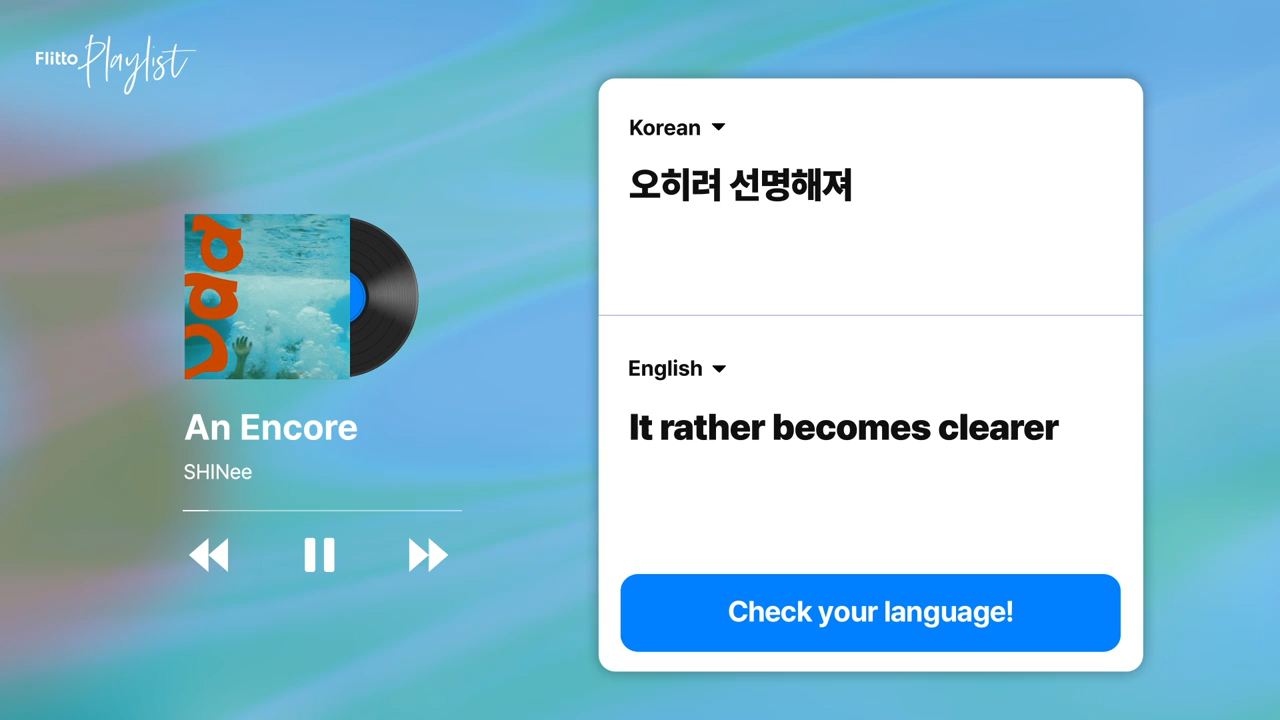 Flitto Playlist
Odd
An Encore
SHINee
Korean
오히려 선명해져
English
It rather becomes clearer
Check your language!